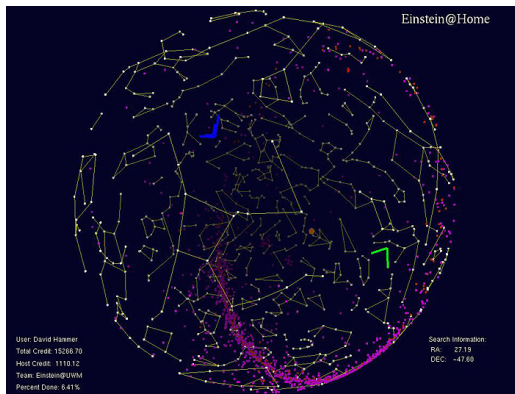 Einstein@Home
User: David Hammer
Total Credit: 15266.70
Host Credit: 1110.12
Team: Einstein@UWM
Percent Done: 6.41%
Search Information:
RA: 27.19
DEC: -47.60